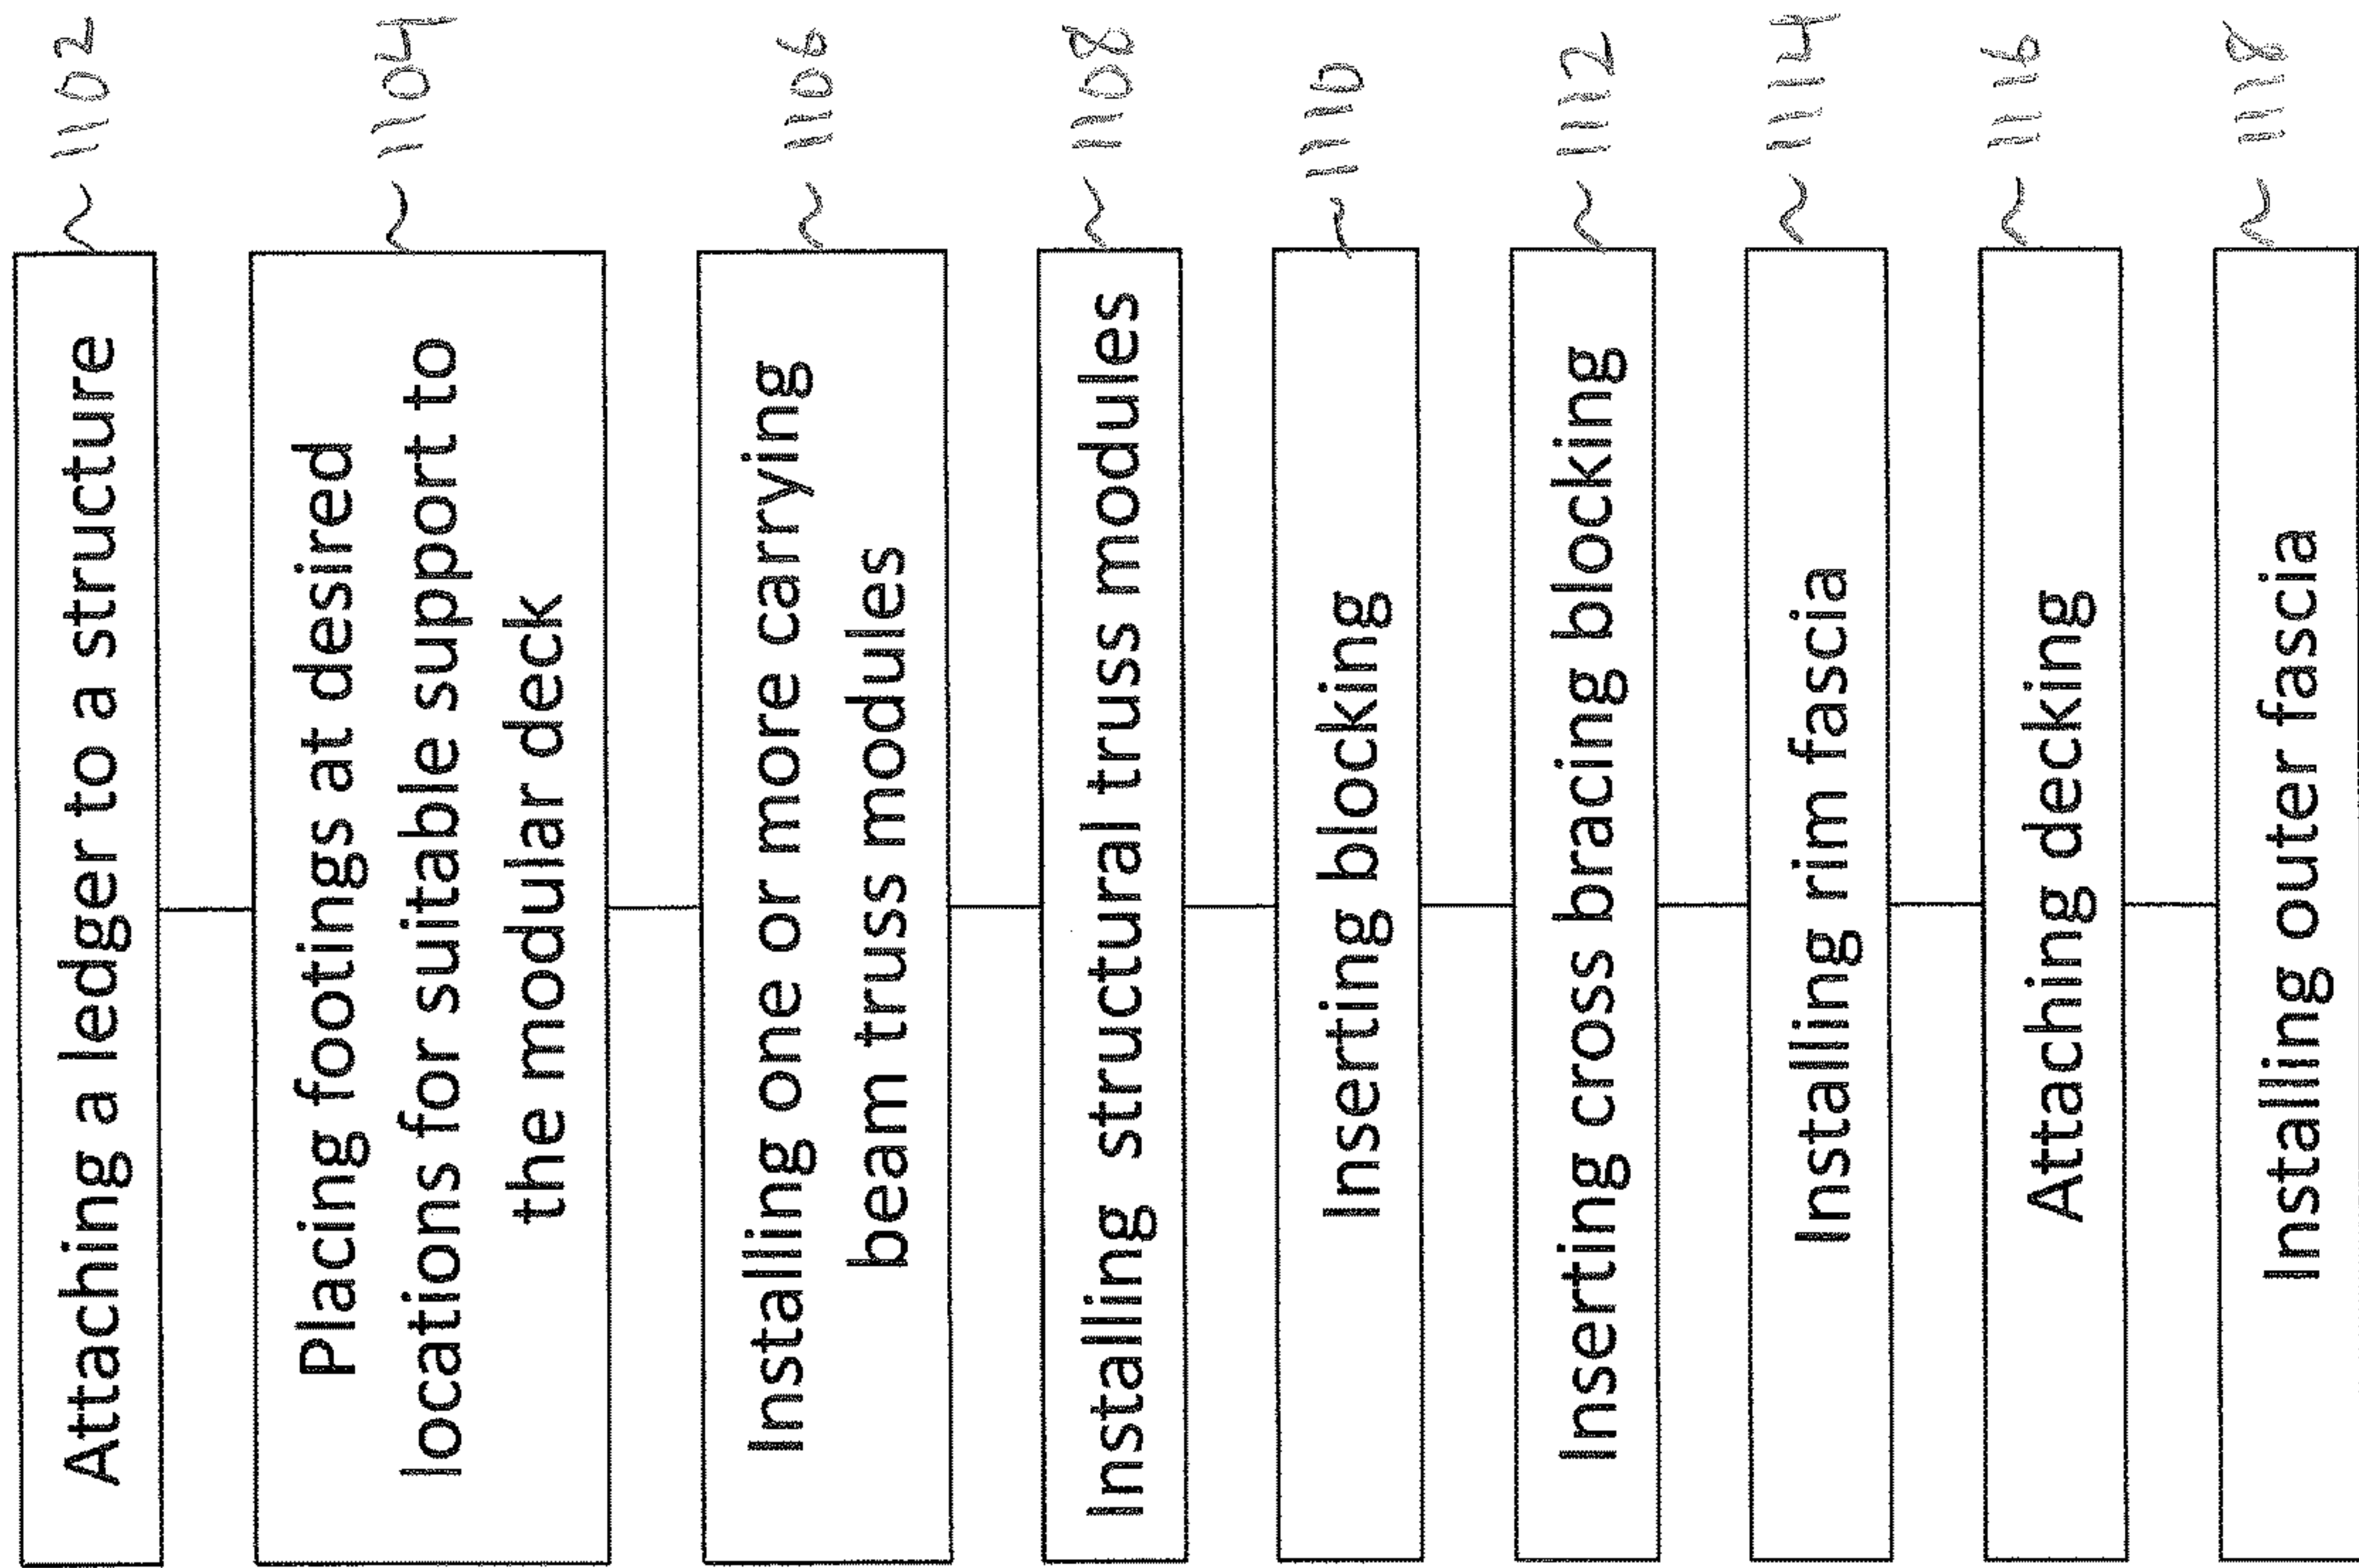 Attaching a ledger to a structure
1102
Placing footings at desired
locations for suitable support to
the modular deck
1104
Installing one or more carrying
beam truss modules
1106
Installing structural truss modules
1108
Inserting blocking
1110
Inserting cross bracing blocking
1112
Installing rim fascia
1114
Attaching decking
1116
Installing outer fascia
1118